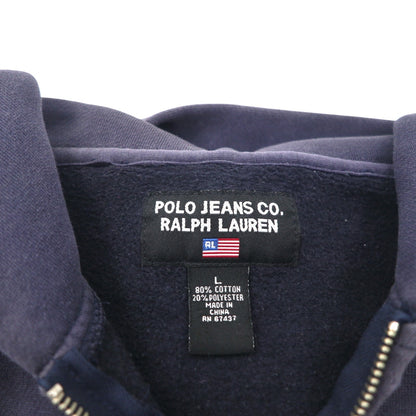 POLO JEANS CO.
RALPH LAUREN
RL
L
80% COTTON
20% POLYESTER
MADE IN
CHINA
RN 67437